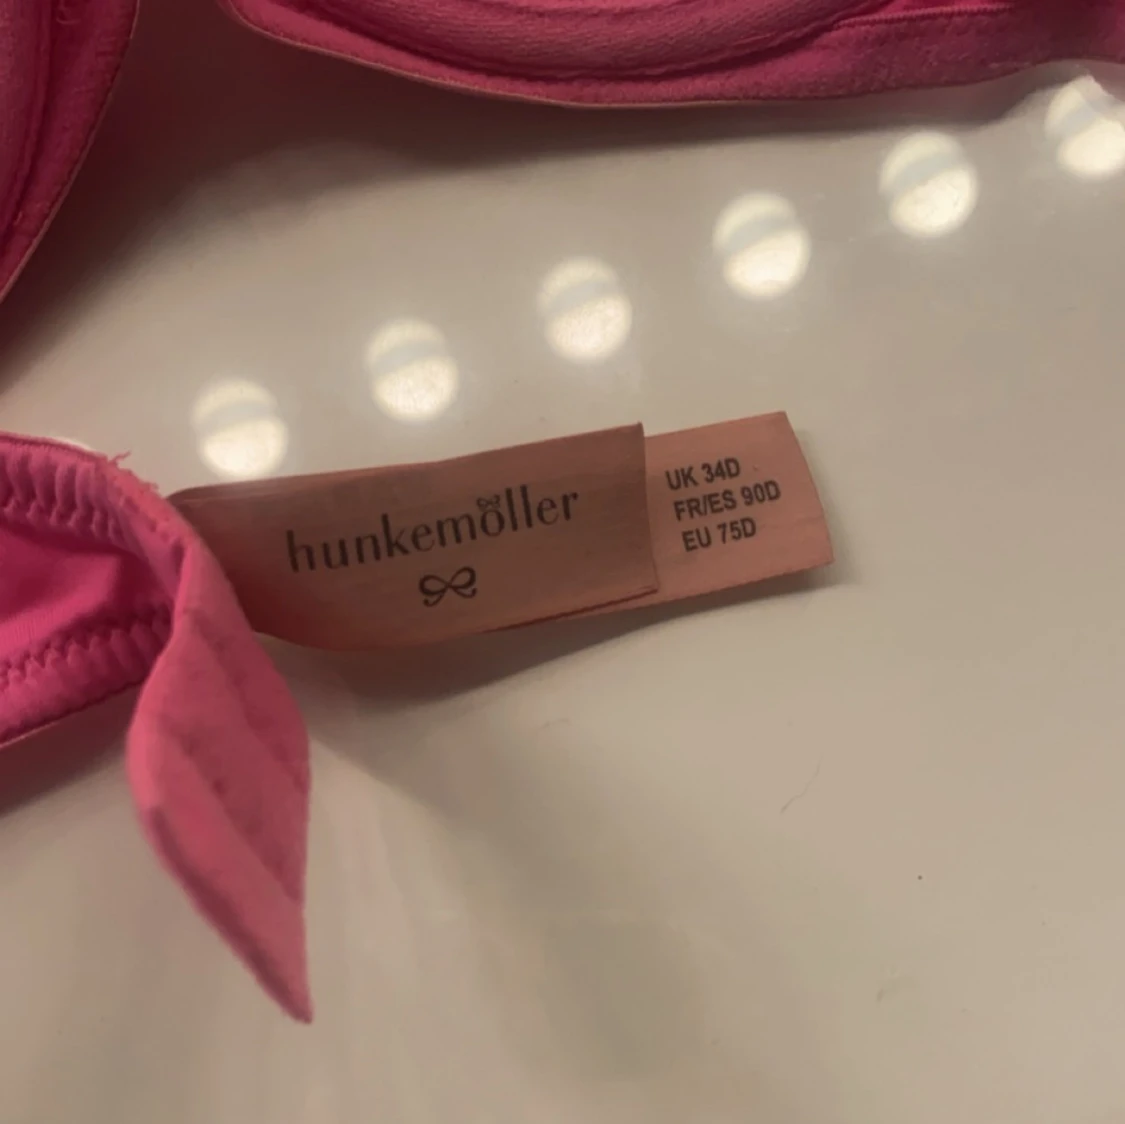 hunkemöller
UK 34D
FR/ES 90D
EU 75D